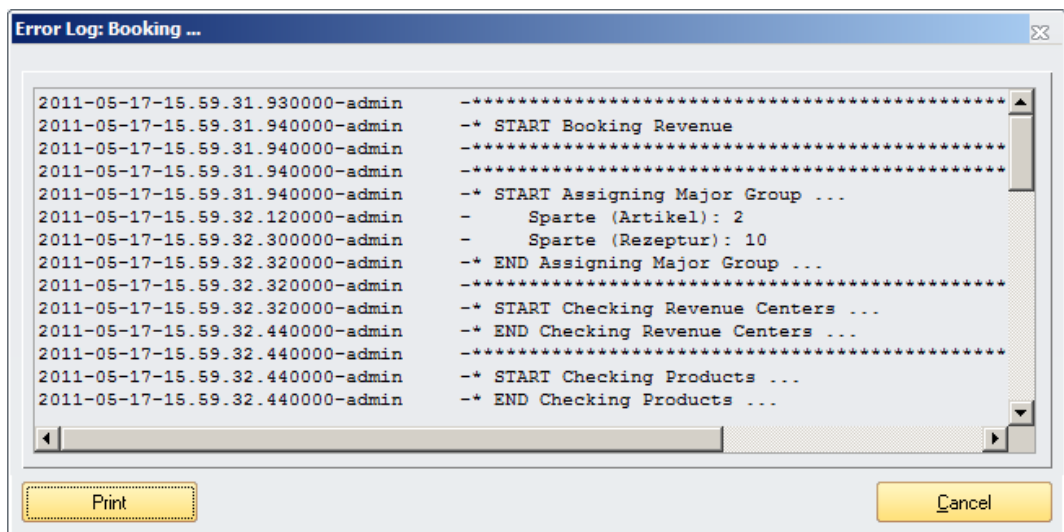 Error Log: Booking ...
2011-05-17-15.59.31.930000-admin -***********************************************
2011-05-17-15.59.31.940000-admin -* START Booking Revenue
2011-05-17-15.59.31.940000-admin -***********************************************
2011-05-17-15.59.31.940000-admin -***********************************************
2011-05-17-15.59.31.940000-admin -* START Assigning Major Group ...
2011-05-17-15.59.32.120000-admin - Sparte (Artikel): 2
2011-05-17-15.59.32.300000-admin - Sparte (Rezeptur): 10
2011-05-17-15.59.32.320000-admin -* END Assigning Major Group ...
2011-05-17-15.59.32.320000-admin -***********************************************
2011-05-17-15.59.32.320000-admin -* START Checking Revenue Centers ...
2011-05-17-15.59.32.440000-admin -* END Checking Revenue Centers ...
2011-05-17-15.59.32.440000-admin -***********************************************
2011-05-17-15.59.32.440000-admin -* START Checking Products ...
2011-05-17-15.59.32.440000-admin -* END Checking Products ...
Print
Cancel